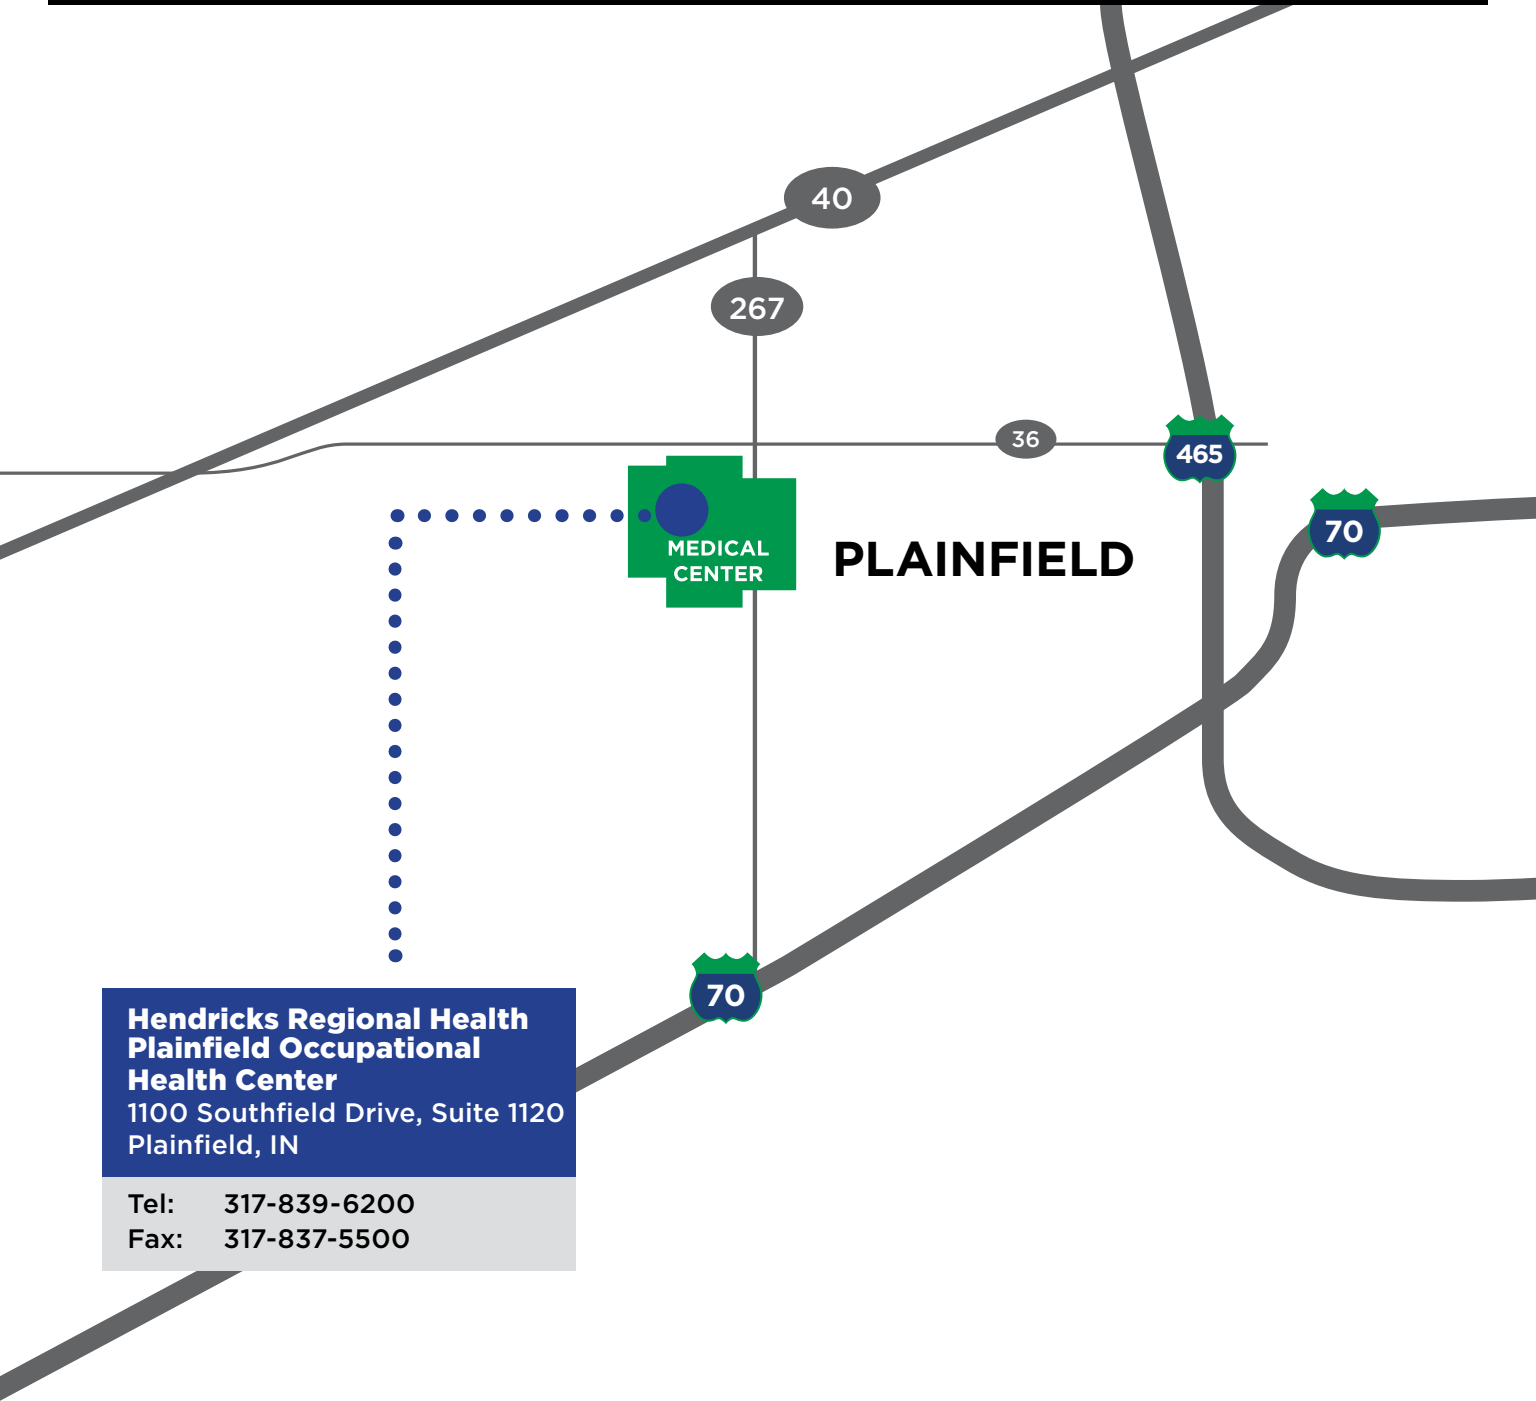 40
267
36
465
70
MEDICAL
CENTER
PLAINFIELD
70
Hendricks Regional Health
Plainfield Occupational
Health Center
1100 Southfield Drive, Suite 1120
Plainfield, IN
Tel: 317-839-6200
Fax: 317-837-5500